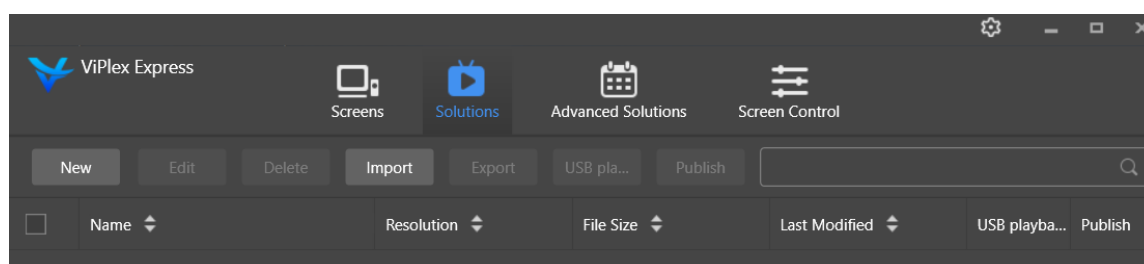 ViPlex Express
Screens Solutions Advanced Solutions Screen Control
New Edit Delete Import Export USB pla... Publish
Name Resolution File Size Last Modified USB playba... Publish